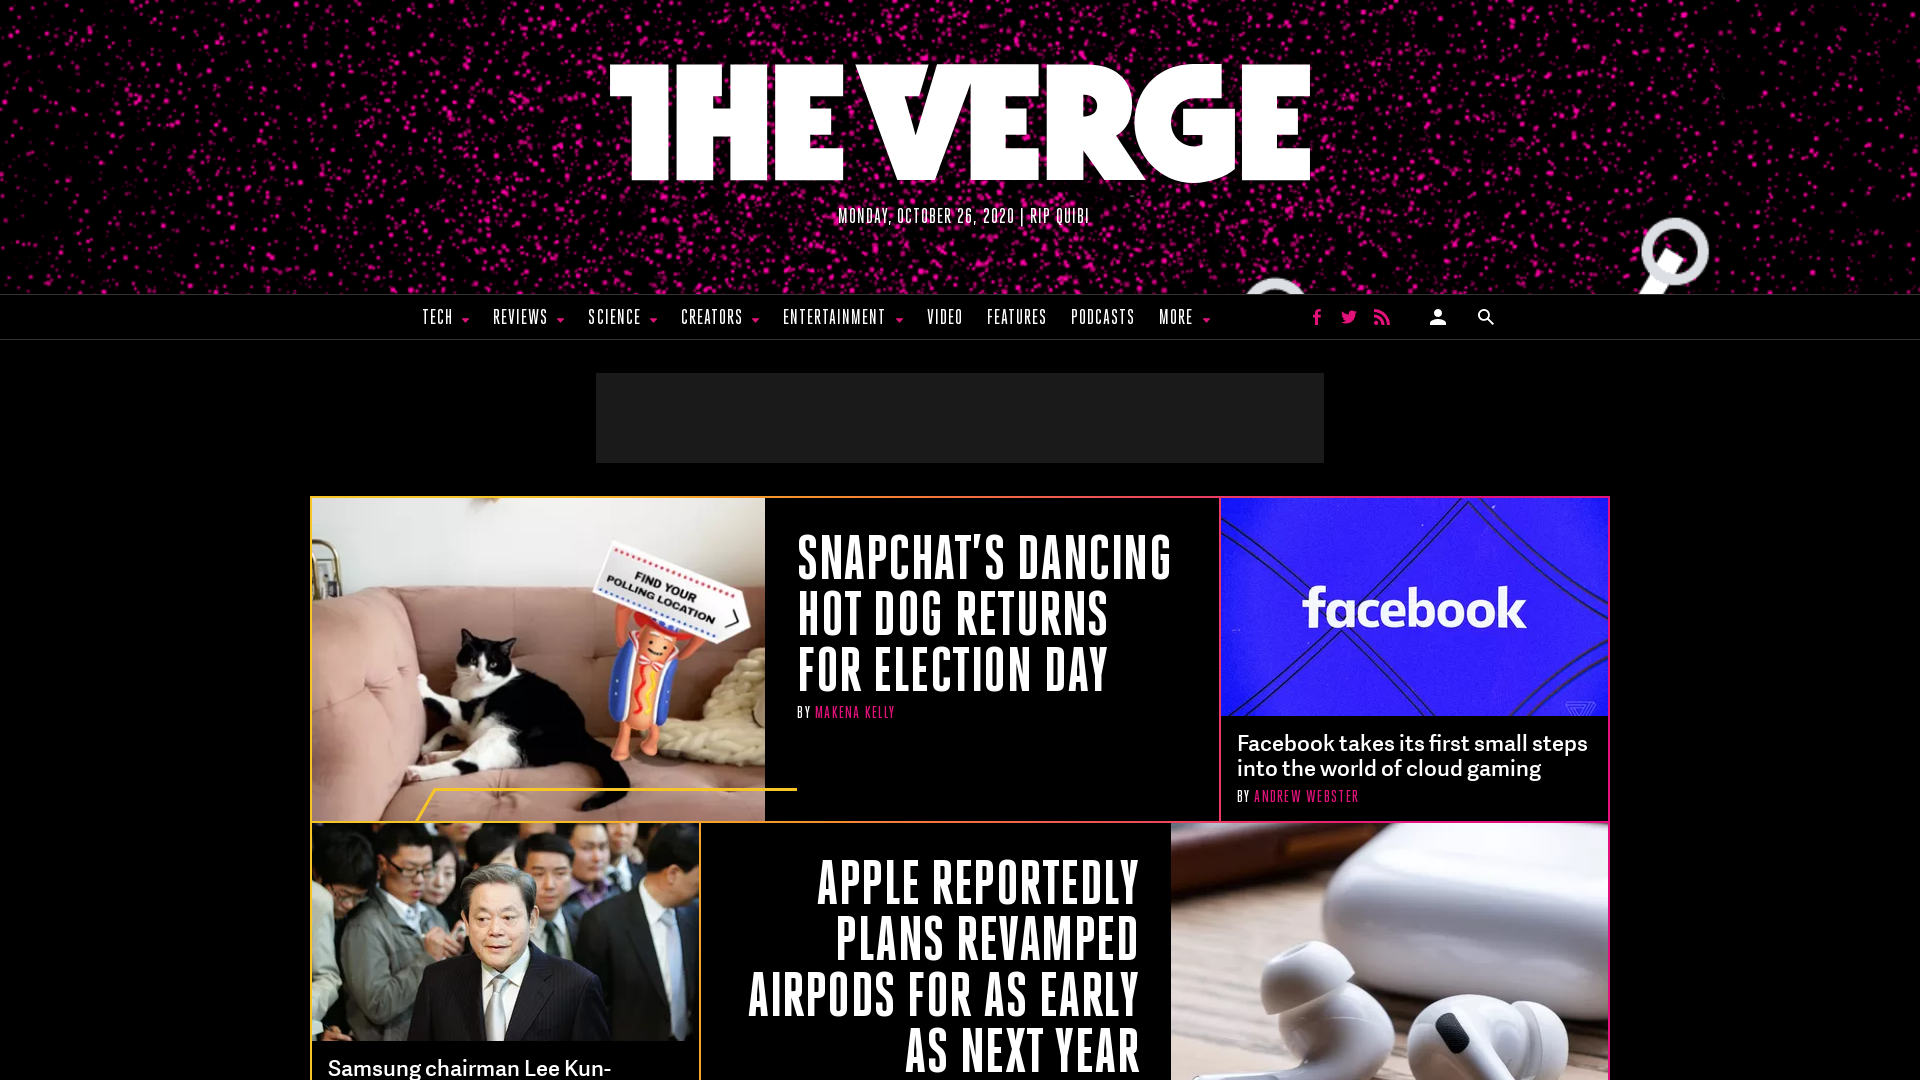 THE VERGE
MONDAY, OCTOBER 26, 2020 | RIP QUIBI
TECH REVIEWS SCIENCE CREATORS ENTERTAINMENT VIDEO FEATURES PODCASTS MORE
FIND YOUR
POLLING LOCATION
SNAPCHAT'S DANCING
HOT DOG RETURNS
FOR ELECTION DAY
BY MAKENA KELLY
facebook
Facebook takes its first small steps
into the world of cloud gaming
BY ANDREW WEBSTER
Samsung chairman Lee Kun-
APPLE REPORTEDLY
PLANS REVAMPED
AIRPODS FOR AS EARLY
AS NEXT YEAR